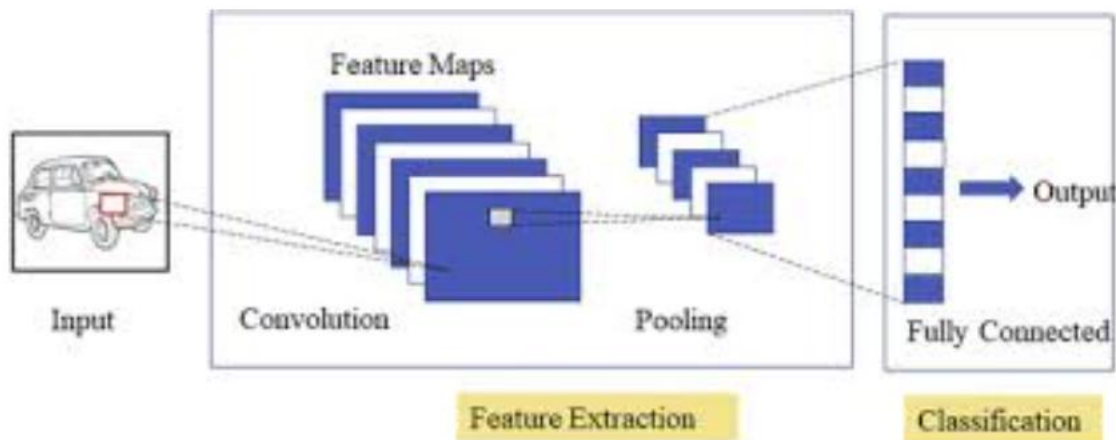 Feature Maps
Input
Convolution
Pooling
Output
Fully Connected
Feature Extraction
Classification